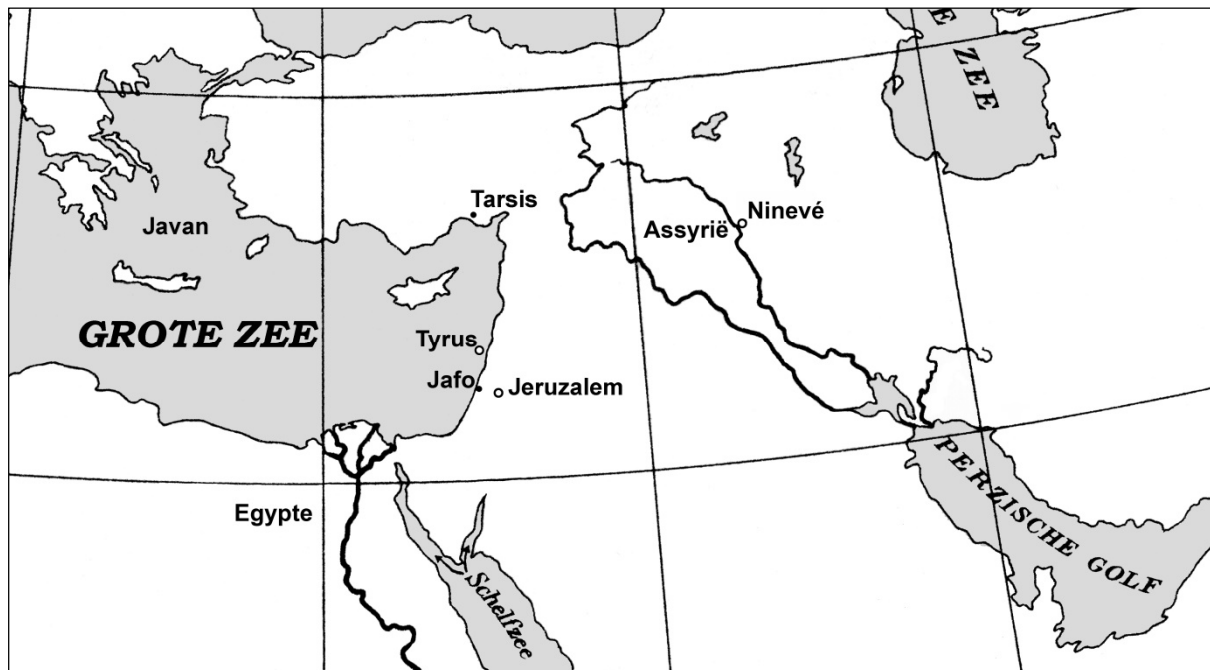 E ZEE
Tarsis
Javan
Assyrië
Ninevé
GROTE ZEE
Tyrus
Jafo
Jeruzalem
Egypte
Schelfzee
PERZISCHE GOLF